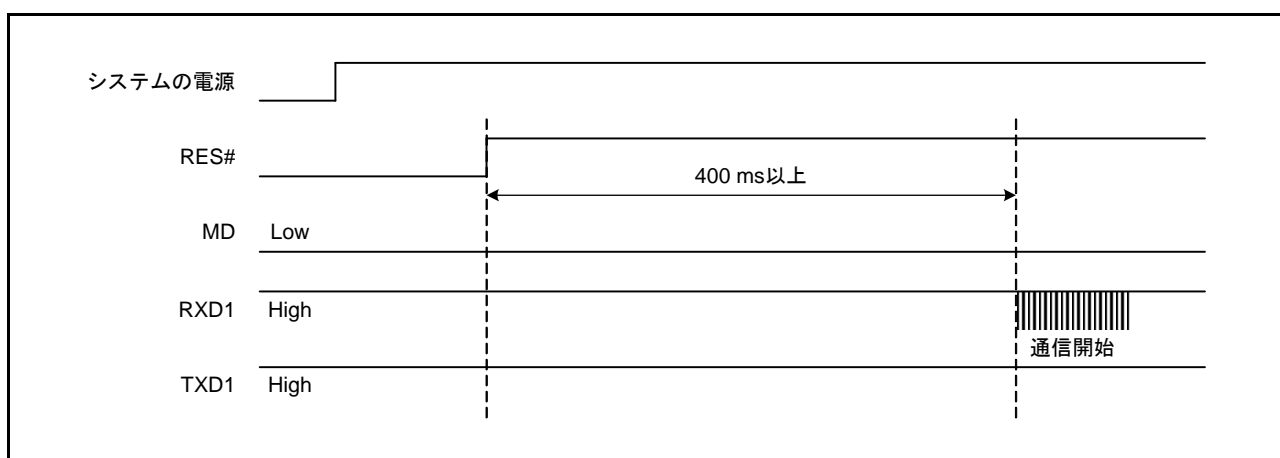 システムの電源
RES#
400 ms以上
MD Low
RXD1 High
通信開始
TXD1 High